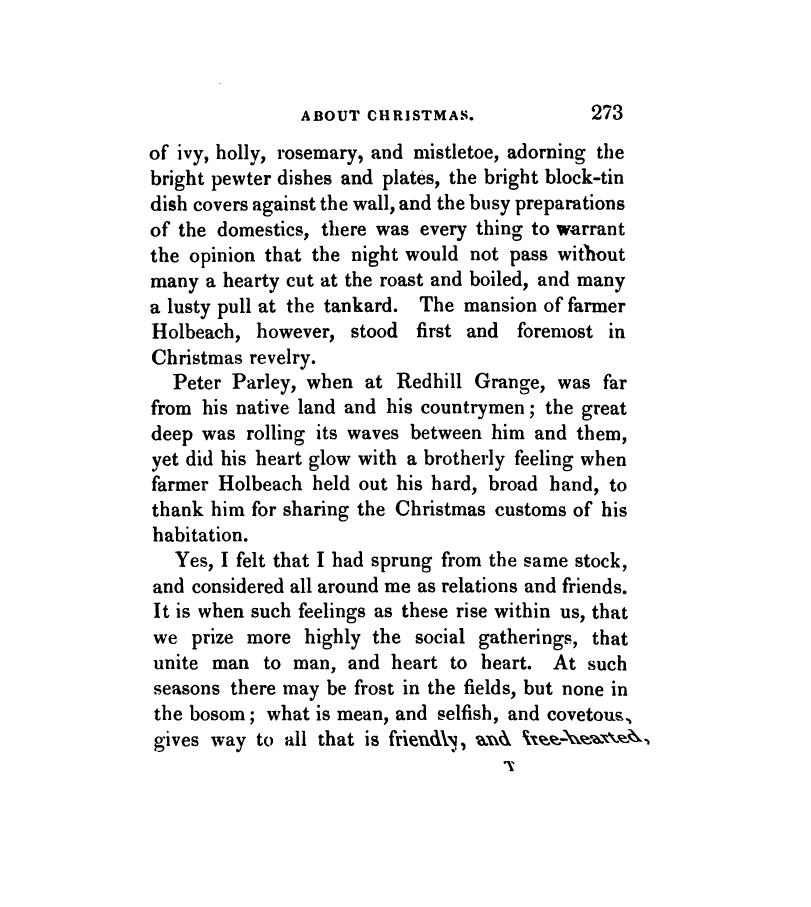 ABOUT CHRISTMAS. 273
of ivy, holly, rosemary, and mistletoe, adorning the
bright pewter dishes and plates, the bright block-tin
dish covers against the wall, and the busy preparations
of the domestics, there was every thing to warrant
the opinion that the night would not pass without
many a hearty cut at the roast and boiled, and many
a lusty pull at the tankard. The mansion of farmer
Holbeach, however, stood first and foremost in
Christmas revelry.
Peter Parley, when at Redhill Grange, was far
from his native land and his countrymen; the great
deep was rolling its waves between him and them,
yet did his heart glow with a brotherly feeling when
farmer Holbeach held out his hard, broad hand, to
thank him for sharing the Christmas customs of his
habitation.
Yes, I felt that I had sprung from the same stock,
and considered all around me as relations and friends.
It is when such feelings as these rise within us, that
we prize more highly the social gatherings, that
unite man to man, and heart to heart. At such
seasons there may be frost in the fields, but none in
the bosom; what is mean, and selfish, and covetous,
gives way to all that is friendly, and free-hearted,
T